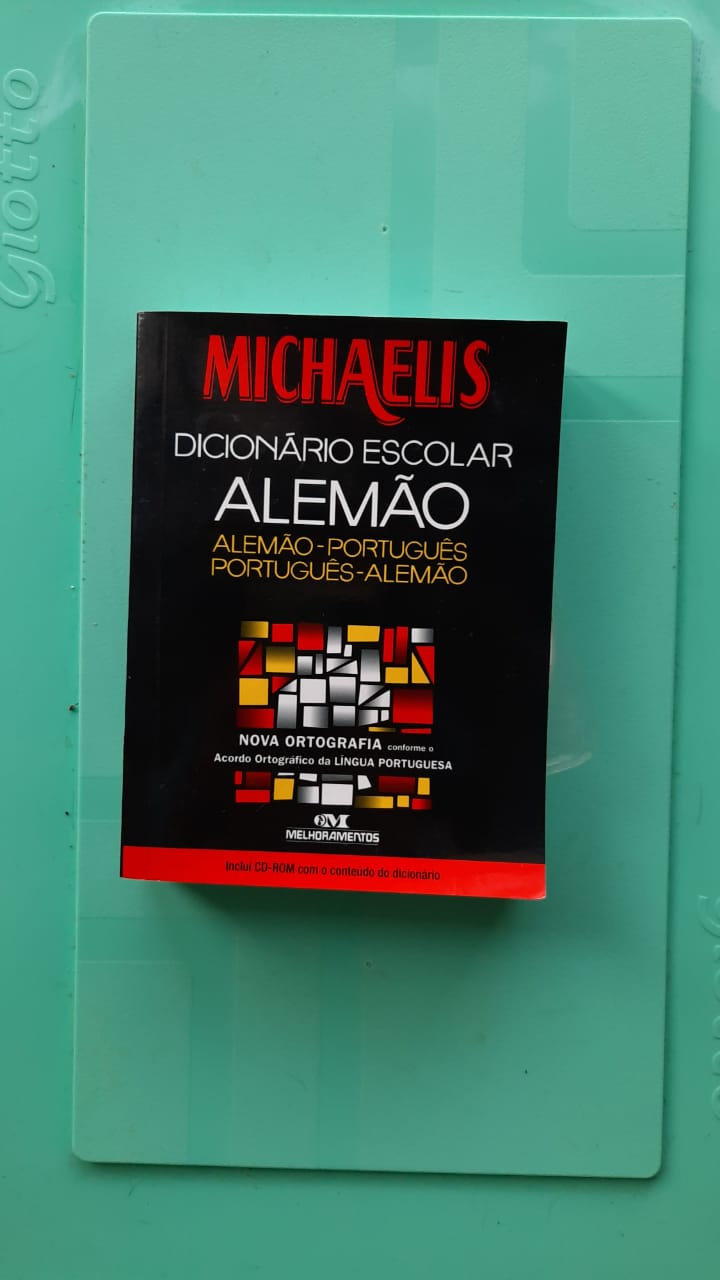 Giotto
MICHAELIS
DICIONÁRIO ESCOLAR
ALEMÃO
ALEMÃO-PORTUGUÊS
PORTUGUÊS-ALEMÃO
NOVA ORTOGRAFIA conforme o
Acordo Ortográfico da LÍNGUA PORTUGUESA
M
MELHORAMENTOS
Inclui CD-ROM com o conteúdo do dicionário